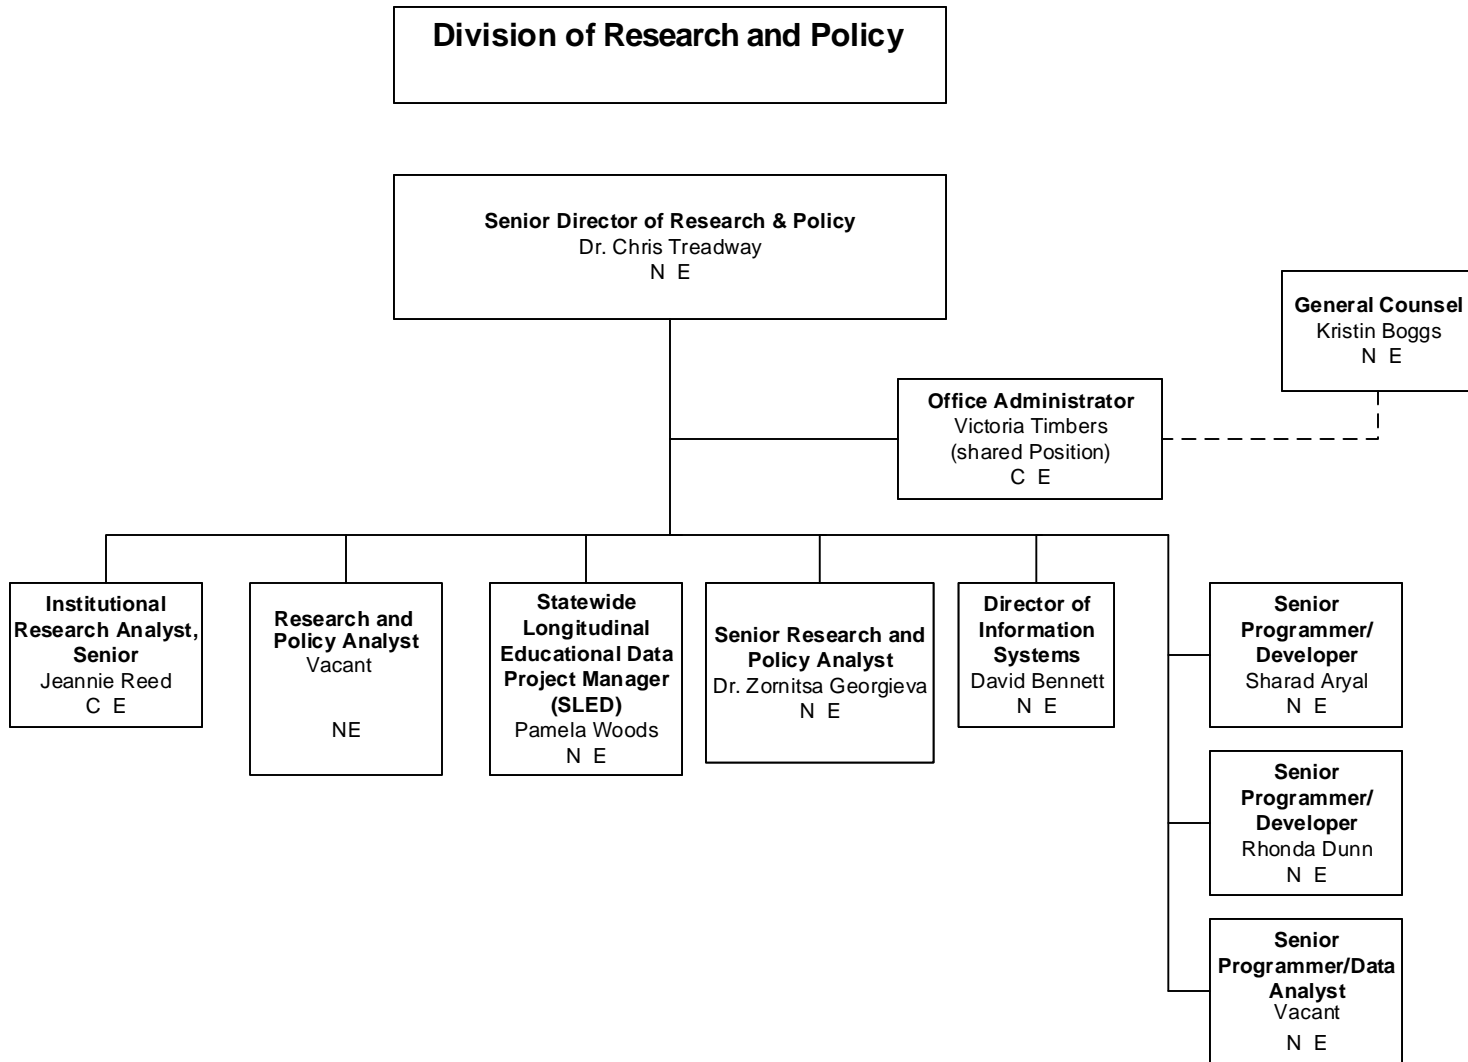 Division of Research and Policy
Senior Director of Research & Policy
Dr. Chris Treadway
N E
General Counsel
Kristin Boggs
N E
Office Administrator
Victoria Timbers
(shared Position)
C E
Institutional
Research Analyst,
Senior
Jeannie Reed
C E
Research and
Policy Analyst
Vacant
NE
Statewide
Longitudinal
Educational Data
Project Manager
(SLED)
Pamela Woods
N E
Senior Research and
Policy Analyst
Dr. Zornitsa Georgieva
N E
Director of
Information
Systems
David Bennett
N E
Senior
Programmer/
Developer
Sharad Aryal
N E
Senior
Programmer/
Developer
Rhonda Dunn
N E
Senior
Programmer/Data
Analyst
Vacant
N E